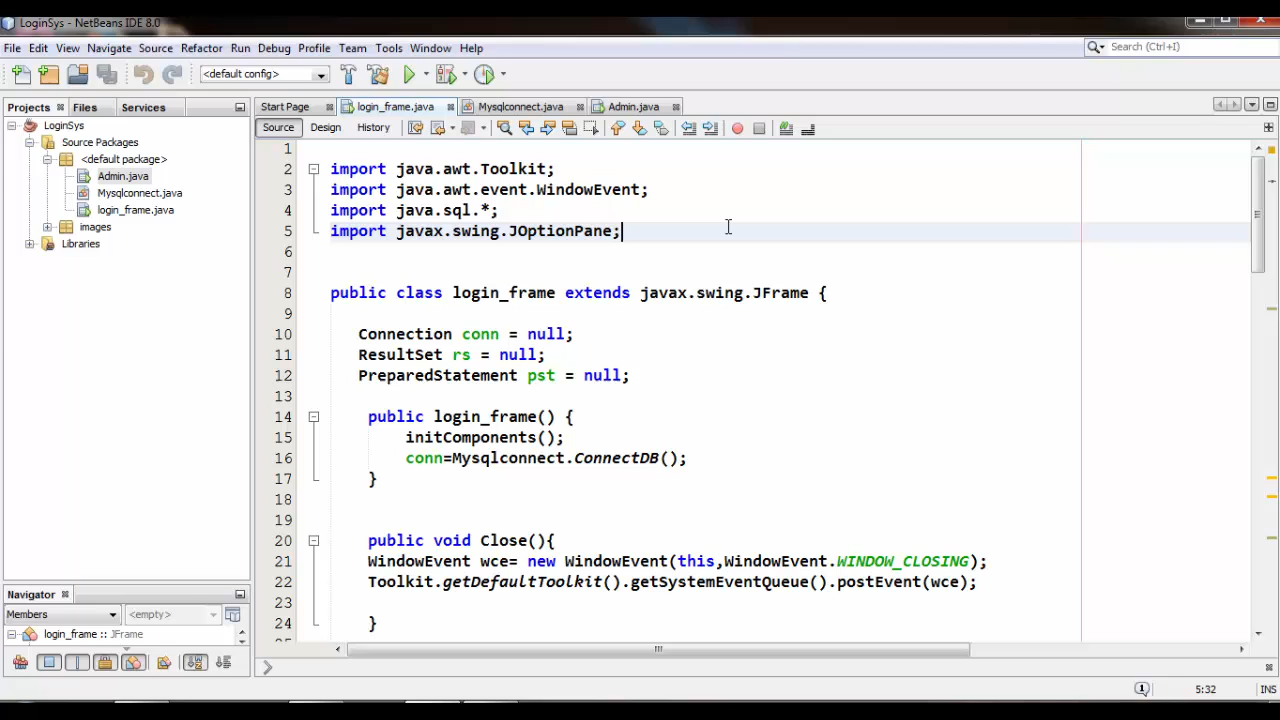 LoginSys - NetBeans IDE 8.0
File Edit View Navigate Source Refactor Run Debug Profile Team Tools Window Help
Search (Ctrl+I)
<default config>
Projects Files Services
Start Page login_frame.java Mysqlconnect.java Admin.java
Source Design History
LoginSys
Source Packages
<default package>
Admin.java
Mysqlconnect.java
login_frame.java
images
Libraries
1
2 import java.awt.Toolkit;
3 import java.awt.event.WindowEvent;
4 import java.sql.*;
5 import javax.swing.JOptionPane;
6
7
8 public class login_frame extends javax.swing.JFrame {
9
10 Connection conn = null;
11 ResultSet rs = null;
12 PreparedStatement pst = null;
13
14 public login_frame() {
15 initComponents();
16 conn=Mysqlconnect.ConnectDB();
17 }
18
19
20 public void Close(){
21 WindowEvent wce= new WindowEvent(this,WindowEvent.WINDOW_CLOSING);
22 Toolkit.getDefaultToolkit().getSystemEventQueue().postEvent(wce);
23
24 }
Navigator
Members <empty>
login_frame :: JFrame
1 5:32 INS